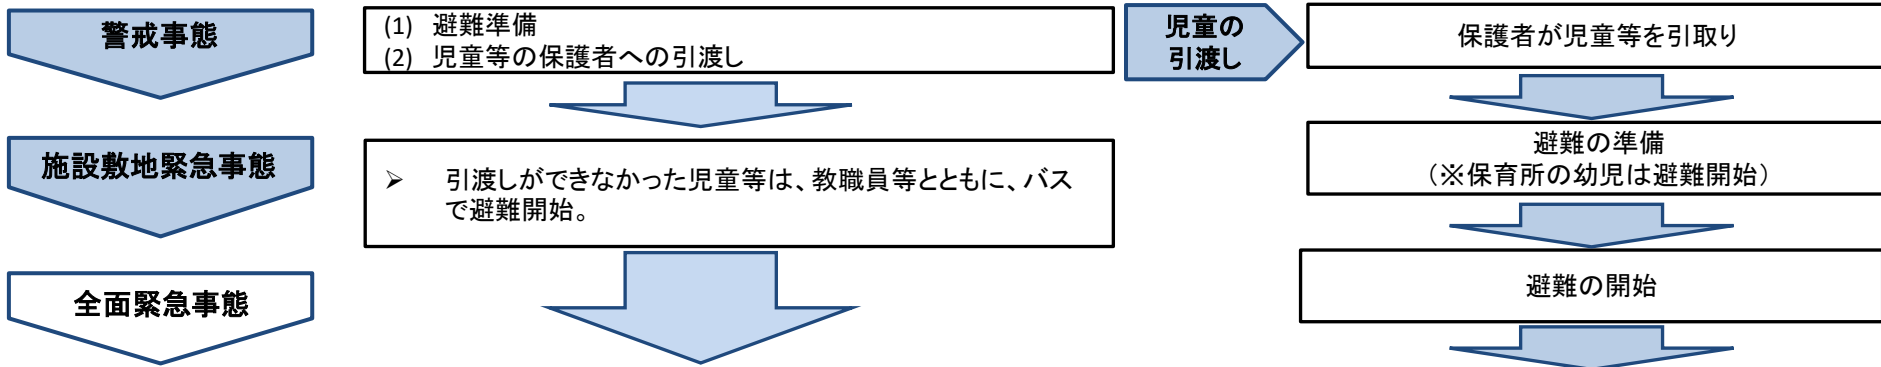 警戒事態
(1) 避難準備
(2) 児童等の保護者への引渡し
児童の
引渡し
保護者が児童等を引取り
施設敷地緊急事態
➢ 引渡しができなかった児童等は、教職員等とともに、バス
で避難開始。
避難の準備
(※保育所の幼児は避難開始)
全面緊急事態
避難の開始